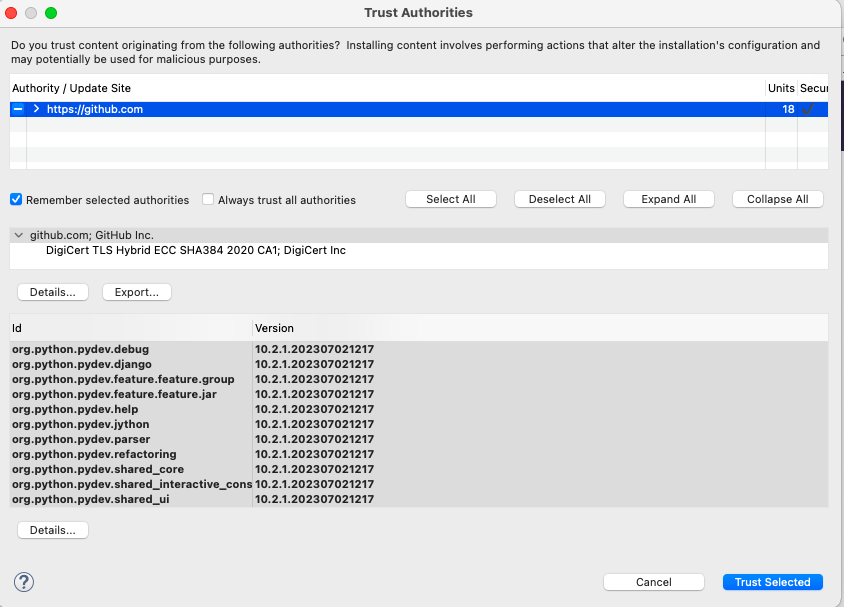 Trust Authorities
Do you trust content originating from the following authorities?  Installing content involves performing actions that alter the installation's configuration and
may potentially be used for malicious purposes.
Authority / Update Site Units Secur
https://github.com 18
Remember selected authorities Always trust all authorities Select All Deselect All Expand All Collapse All
github.com; GitHub Inc.
DigiCert TLS Hybrid ECC SHA384 2020 CA1; DigiCert Inc
Details... Export...
Id Version
org.python.pydev.debug 10.2.1.202307021217
org.python.pydev.django 10.2.1.202307021217
org.python.pydev.feature.feature.group 10.2.1.202307021217
org.python.pydev.feature.feature.jar 10.2.1.202307021217
org.python.pydev.help 10.2.1.202307021217
org.python.pydev.jython 10.2.1.202307021217
org.python.pydev.parser 10.2.1.202307021217
org.python.pydev.refactoring 10.2.1.202307021217
org.python.pydev.shared_core 10.2.1.202307021217
org.python.pydev.shared_interactive_cons 10.2.1.202307021217
org.python.pydev.shared_ui 10.2.1.202307021217
Details...
? Cancel Trust Selected